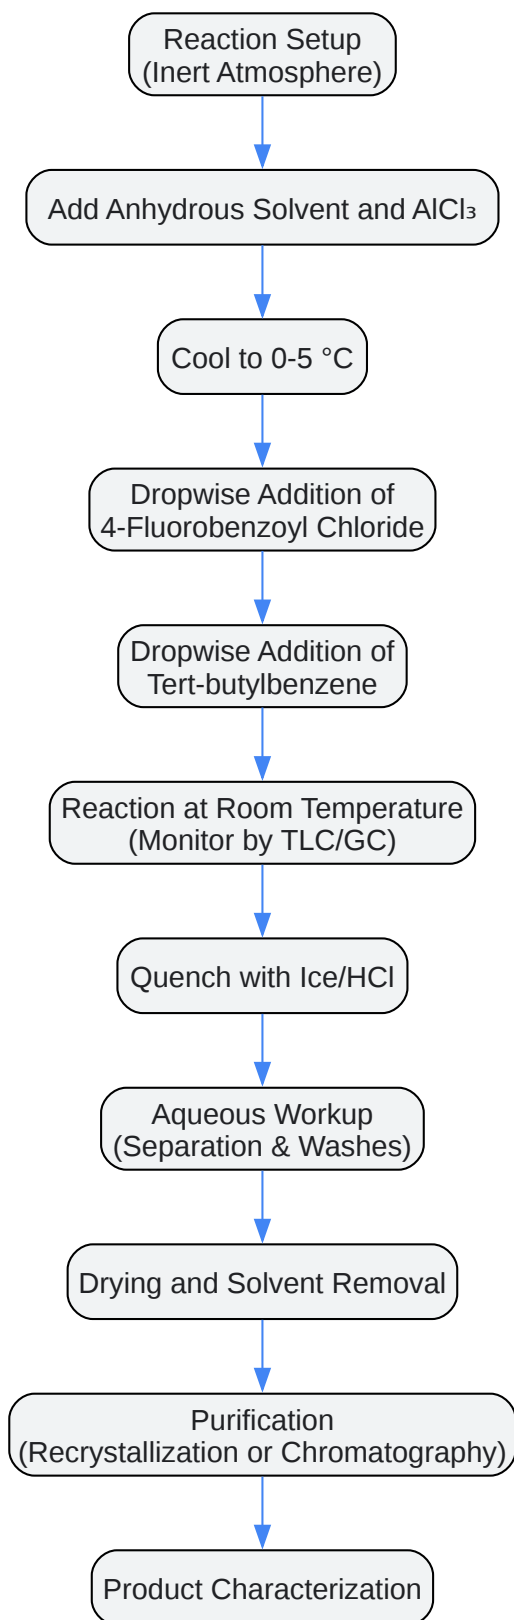 Reaction Setup
(Inert Atmosphere)
Add Anhydrous Solvent and AlCl₃
Cool to 0-5 °C
Dropwise Addition of
4-Fluorobenzoyl Chloride
Dropwise Addition of
Tert-butylbenzene
Reaction at Room Temperature
(Monitor by TLC/GC)
Quench with Ice/HCl
Aqueous Workup
(Separation & Washes)
Drying and Solvent Removal
Purification
(Recrystallization or Chromatography)
Product Characterization